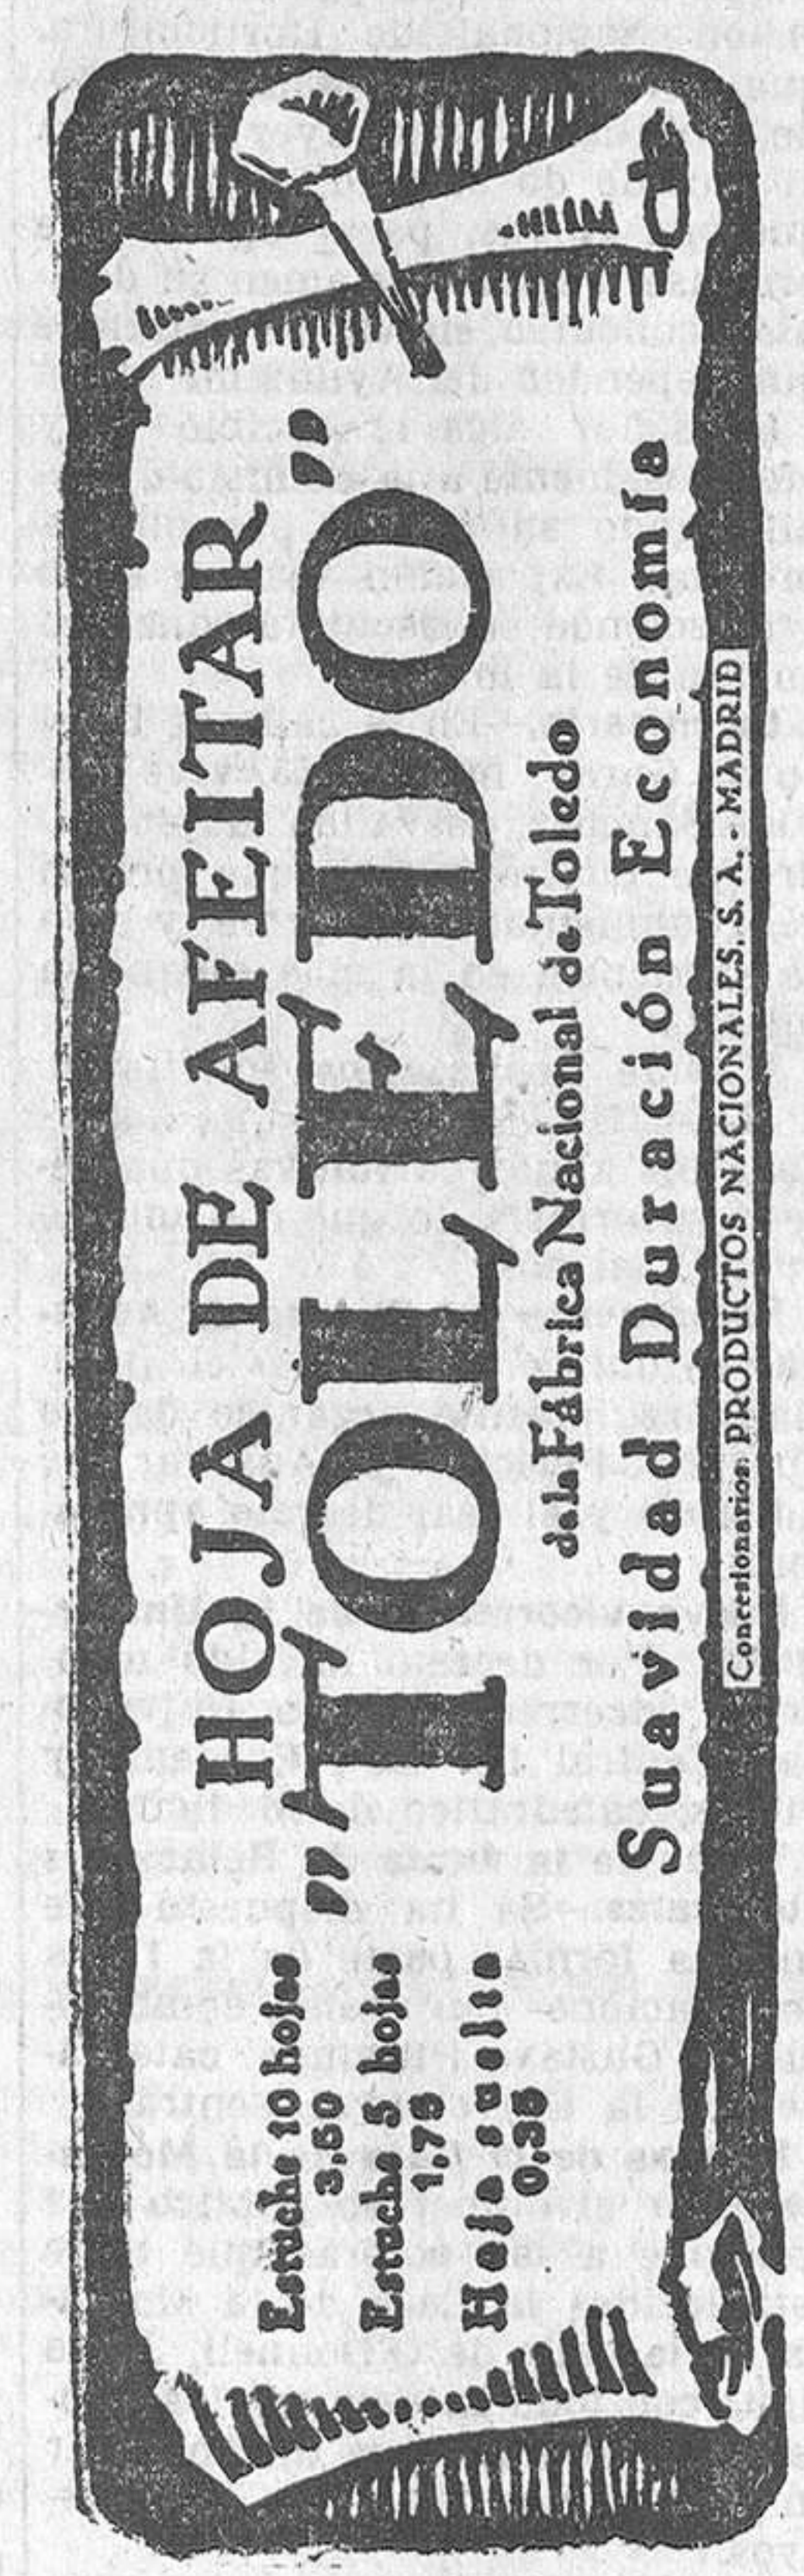 Estuche 10 hojas
3,50
Estuche 5 hojas
1,75
Hoja suelta
0,35
HOJA DE AFEITAR
"TOLEDO"
de la Fábrica Nacional de Toledo
Suavidad Duración Economía
Concesionarios: PRODUCTOS NACIONALES, S. A. - MADRID